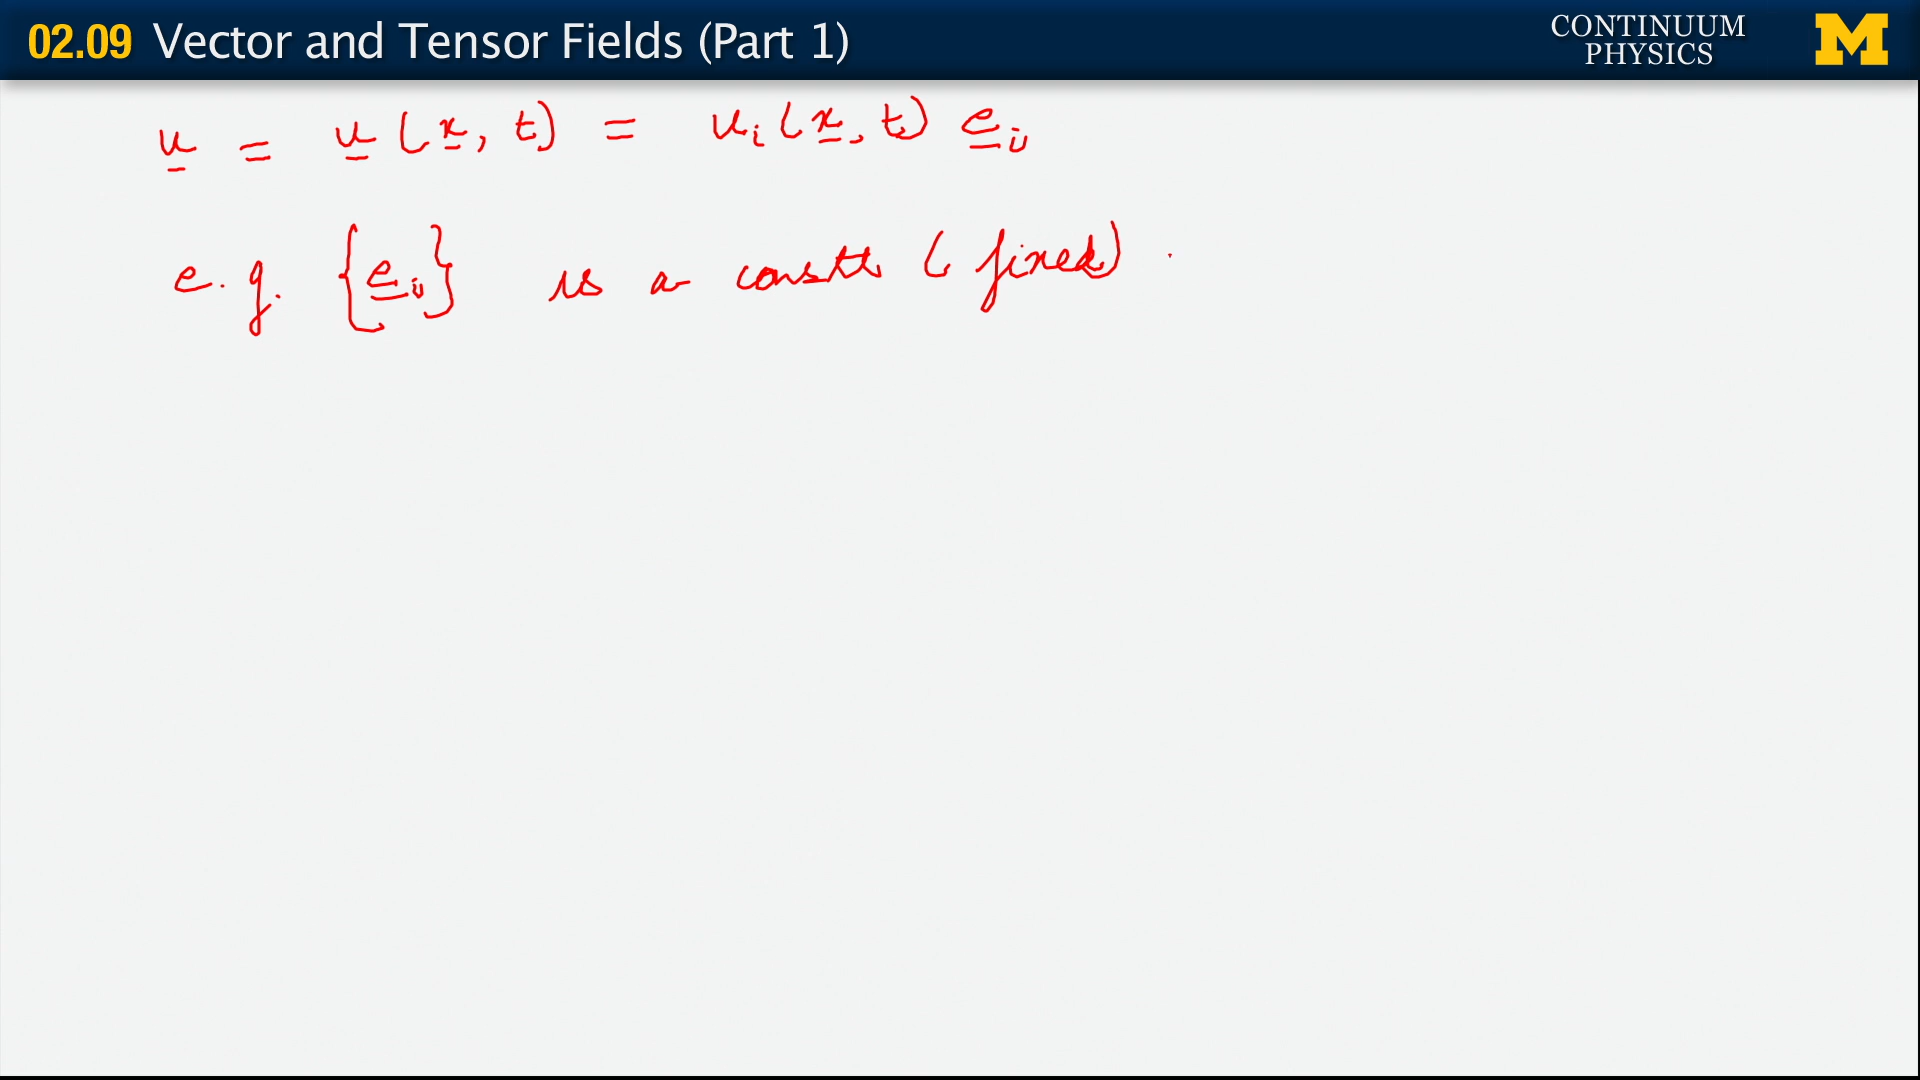 02.09 Vector and Tensor Fields (Part 1)
CONTINUUM
PHYSICS
M
u = u(x, t) = uᵢ(x, t) eᵢ
e.g. {eᵢ} is a constt (fixed).